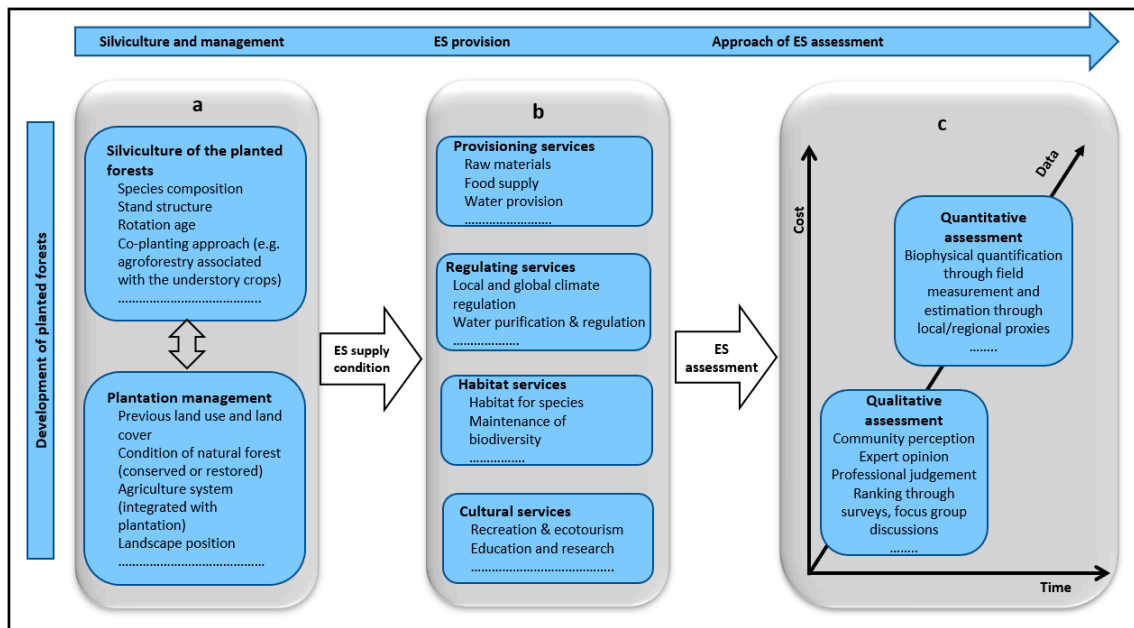 Silviculture and management
ES provision
Approach of ES assessment
Development of planted forests
a
Silviculture of the planted
forests
Species composition
Stand structure
Rotation age
Co-planting approach (e.g.
agroforestry associated
with the understory crops)
..........................................
Plantation management
Previous land use and land
cover
Condition of natural forest
(conserved or restored)
Agriculture system
(integrated with
plantation)
Landscape position
............................................
ES supply
condition
b
Provisioning services
Raw materials
Food supply
Water provision
..........................
Regulating services
Local and global climate
regulation
Water purification & regulation
....................
Habitat services
Habitat for species
Maintenance of
biodiversity
................
Cultural services
Recreation & ecotourism
Education and research
...........................................
ES
assessment
c
Cost
Data
Quantitative
assessment
Biophysical quantification
through field
measurement and
estimation through
local/regional proxies
........
Qualitative
assessment
Community perception
Expert opinion
Professional judgement
Ranking through
surveys, focus group
discussions
........
Time